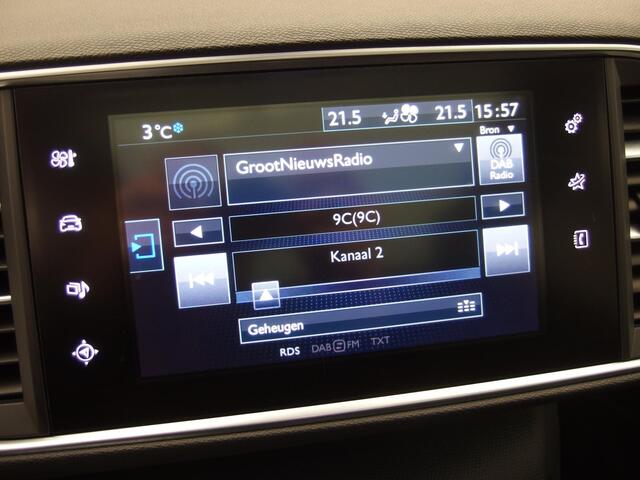 3°C 21.5 21.5 15:57
Bron
GrootNieuwsRadio
DAB
Radio
9C(9C)
Kanaal 2
Geheugen
RDS DAB FM TXT